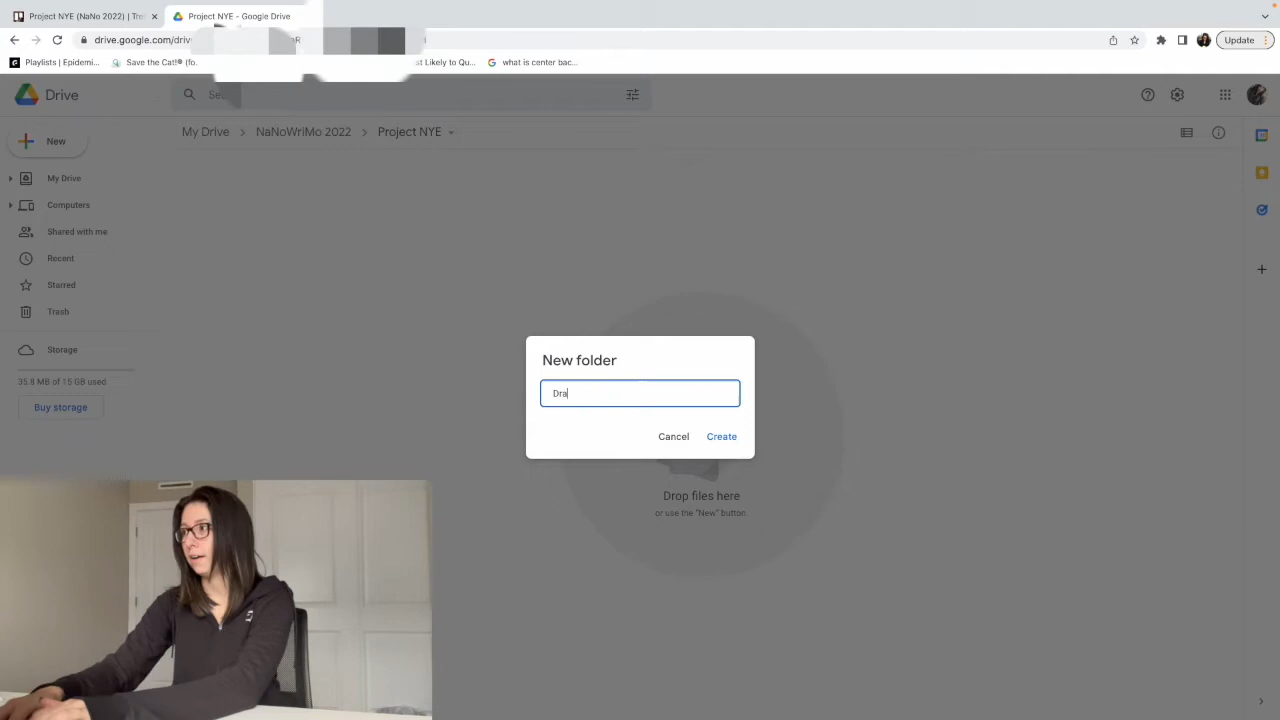 Project NYE (NaNo 2022) | Tre
Project NYE - Google Drive
drive.google.com/driv
Update
Playlists | Epidemi...
Save the Cat!® (fo.
st Likely to Qu...
what is center bac...
Drive
Sea
My Drive
NaNoWriMo 2022
Project NYE
New
My Drive
Computers
Shared with me
Recent
Starred
Trash
Storage
35.8 MB of 15 GB used
Buy storage
New folder
Dra
Cancel
Create
Drop files here
or use the "New" button.